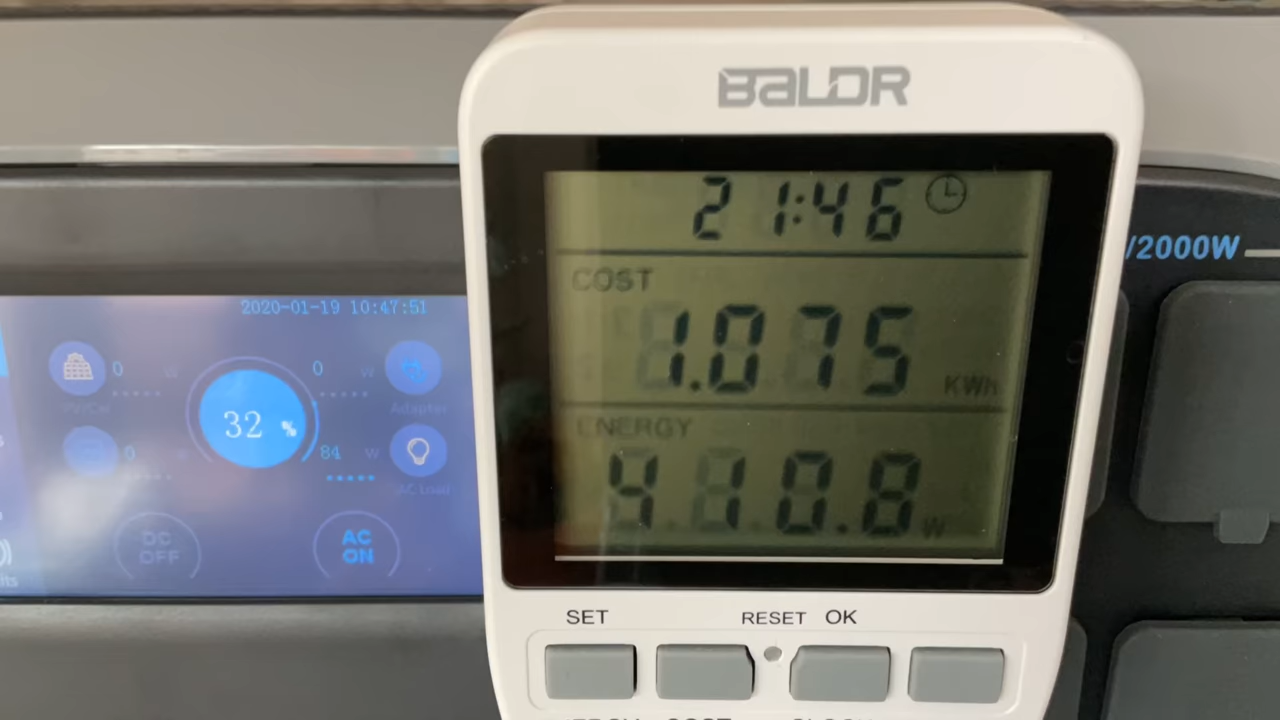 BALDR
21:46
COST
1.075 KWh
ENERGY
410.8 W
SET RESET OK
/2000W
2020-01-19 10:47:51
0 W 0 W
Adapter
32 %
0 84 W
AC Load
DC OFF
AC ON